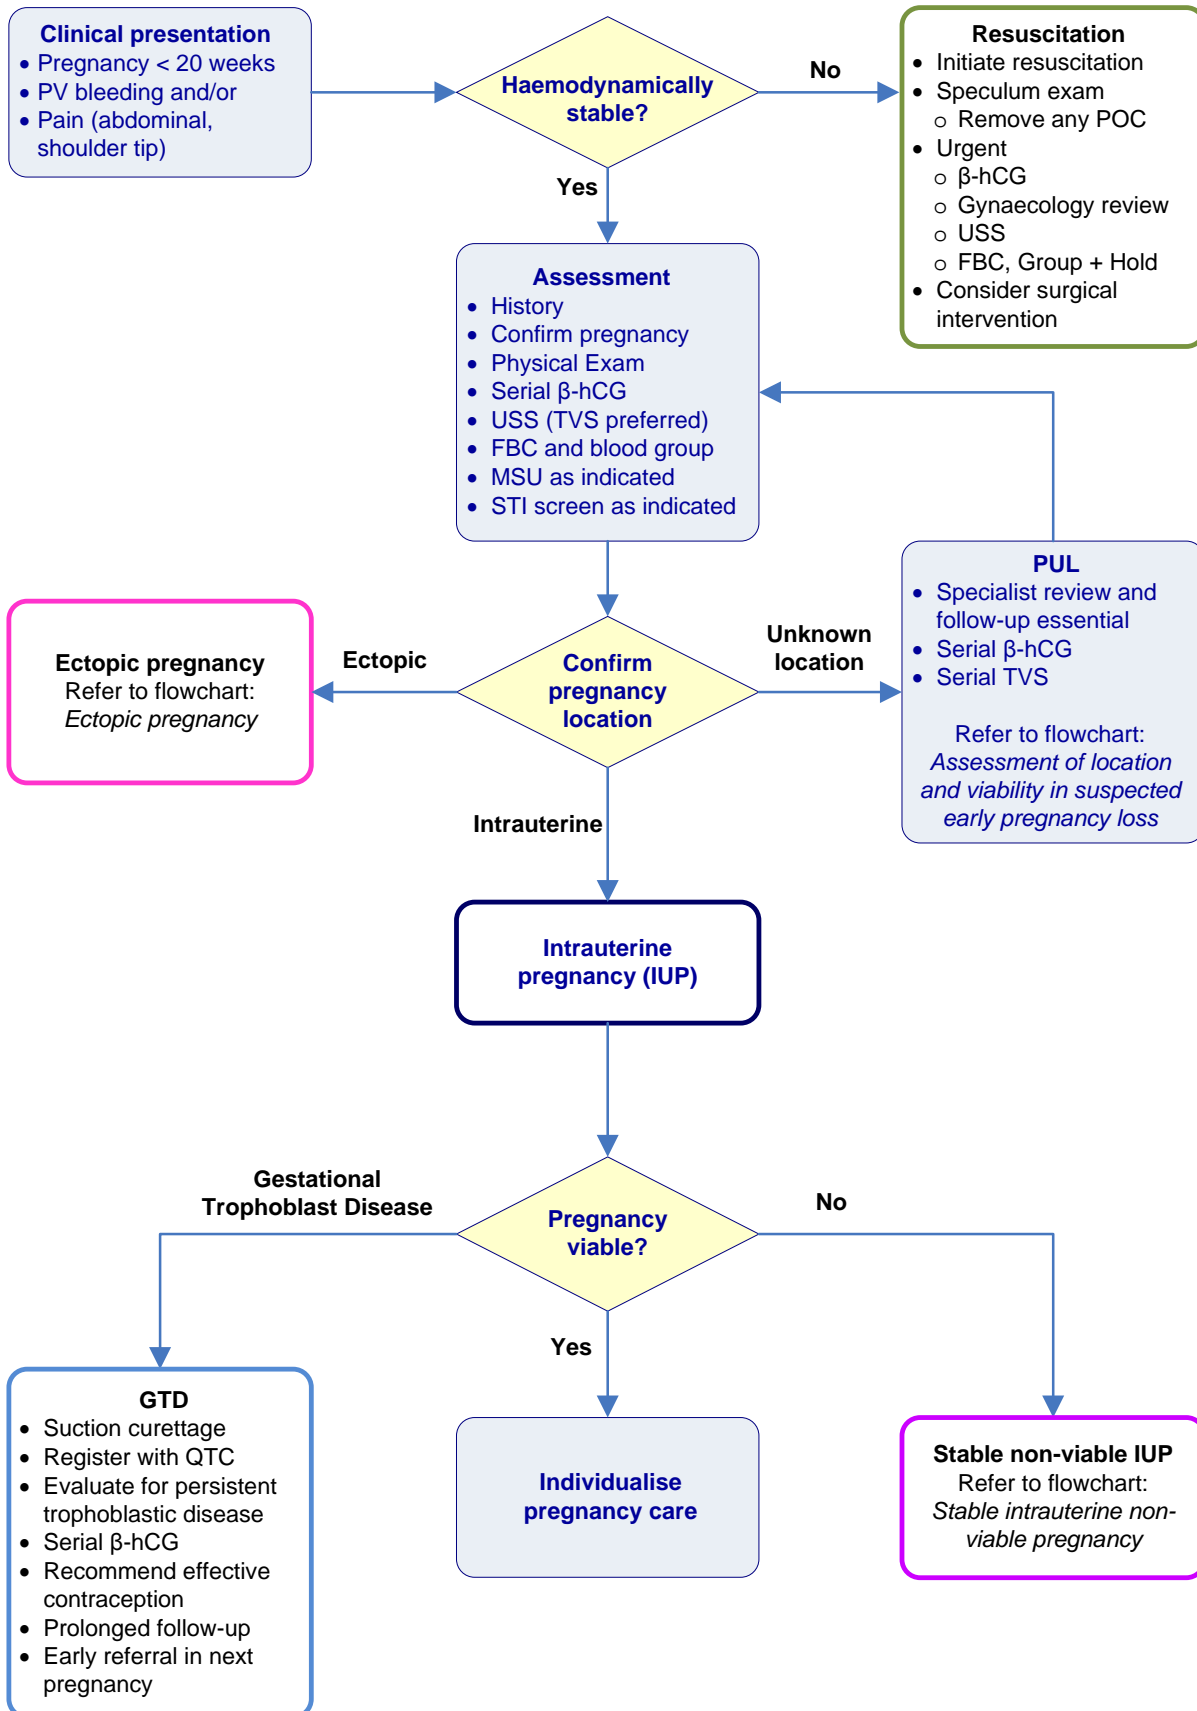 Clinical presentation
• Pregnancy < 20 weeks
• PV bleeding and/or
• Pain (abdominal,
shoulder tip)
Haemodynamically
stable?
No
Resuscitation
• Initiate resuscitation
• Speculum exam
o Remove any POC
• Urgent
o β-hCG
o Gynaecology review
o USS
o FBC, Group + Hold
• Consider surgical
intervention
Yes
Assessment
• History
• Confirm pregnancy
• Physical Exam
• Serial β-hCG
• USS (TVS preferred)
• FBC and blood group
• MSU as indicated
• STI screen as indicated
Ectopic pregnancy
Refer to flowchart:
Ectopic pregnancy
Ectopic
Confirm
pregnancy
location
Unknown
location
PUL
• Specialist review and
follow-up essential
• Serial β-hCG
• Serial TVS
Refer to flowchart:
Assessment of location
and viability in suspected
early pregnancy loss
Intrauterine
Intrauterine
pregnancy (IUP)
Gestational
Trophoblast Disease
Pregnancy
viable?
No
Yes
GTD
• Suction curettage
• Register with QTC
• Evaluate for persistent
trophoblastic disease
• Serial β-hCG
• Recommend effective
contraception
• Prolonged follow-up
• Early referral in next
pregnancy
Individualise
pregnancy care
Stable non-viable IUP
Refer to flowchart:
Stable intrauterine non-
viable pregnancy